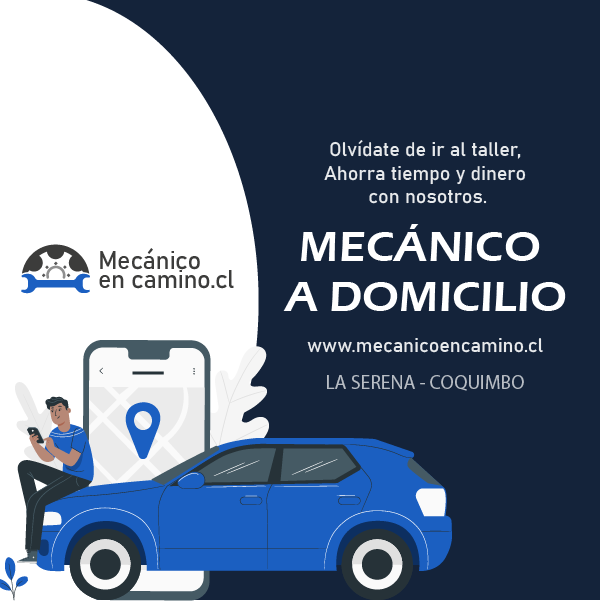 Olvídate de ir al taller,
Ahorra tiempo y dinero
con nosotros.
Mecánico
en camino.cl
MECÁNICO
A DOMICILIO
www.mecanicoencamino.cl
LA SERENA - COQUIMBO